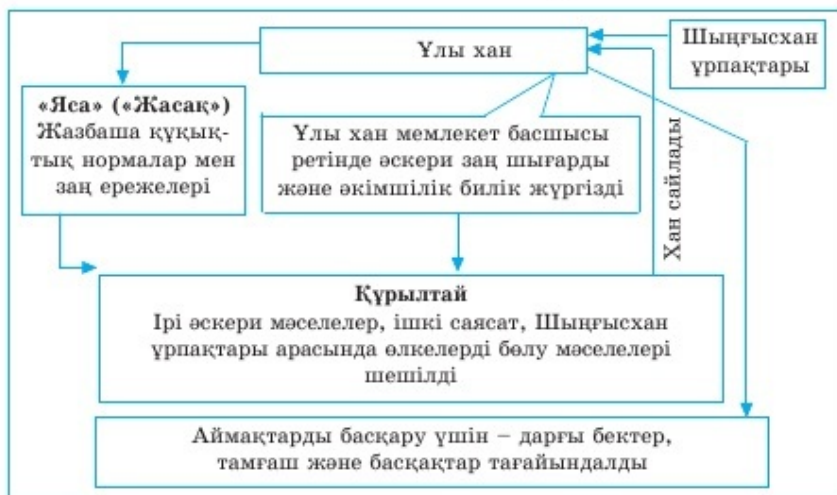 Ұлы хан
Шыңғысхан
ұрпақтары
«Яса» («Жасақ»)
Жазбаша құқық-
тық нормалар мен
заң ережелері
Ұлы хан мемлекет басшысы
ретінде әскери заң шығарды
және әкімшілік билік жүргізді
Хан сайлады
Құрылтай
Ірі әскери мәселелер, ішкі саясат, Шыңғысхан
ұрпақтары арасында өлкелерді бөлу мәселелері
шешілді
Аймақтарды басқару үшін – дарғы бектер,
тамғаш және басқақтар тағайындалды